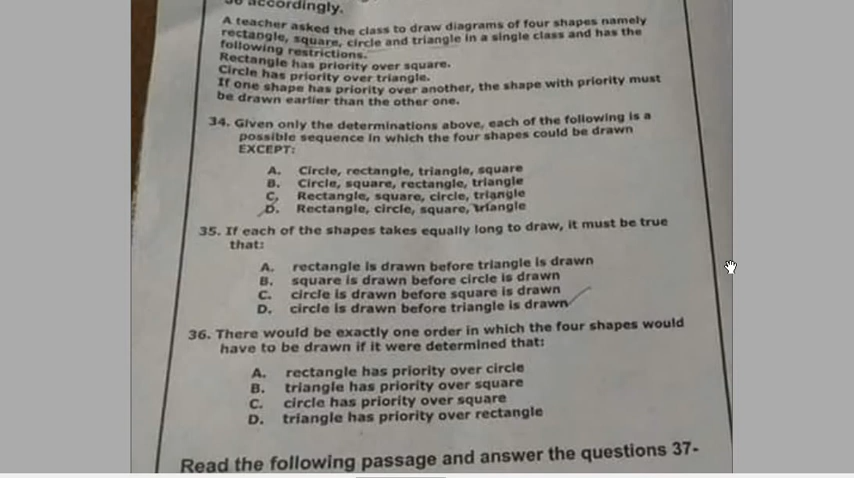 accordingly.
A teacher asked the class to draw diagrams of four shapes namely
rectangle, square, circle and triangle in a single class and has the
following restrictions.
Rectangle has priority over square.
Circle has priority over triangle.
If one shape has priority over another, the shape with priority must
be drawn earlier than the other one.
34. Given only the determinations above, each of the following is a
possible sequence in which the four shapes could be drawn
EXCEPT:
A. Circle, rectangle, triangle, square
B. Circle, square, rectangle, triangle
C. Rectangle, square, circle, triangle
D. Rectangle, circle, square, triangle
35. If each of the shapes takes equally long to draw, it must be true
that:
A. rectangle is drawn before triangle is drawn
B. square is drawn before circle is drawn
C. circle is drawn before square is drawn
D. circle is drawn before triangle is drawn
36. There would be exactly one order in which the four shapes would
have to be drawn if it were determined that:
A. rectangle has priority over circle
B. triangle has priority over square
C. circle has priority over square
D. triangle has priority over rectangle
Read the following passage and answer the questions 37-